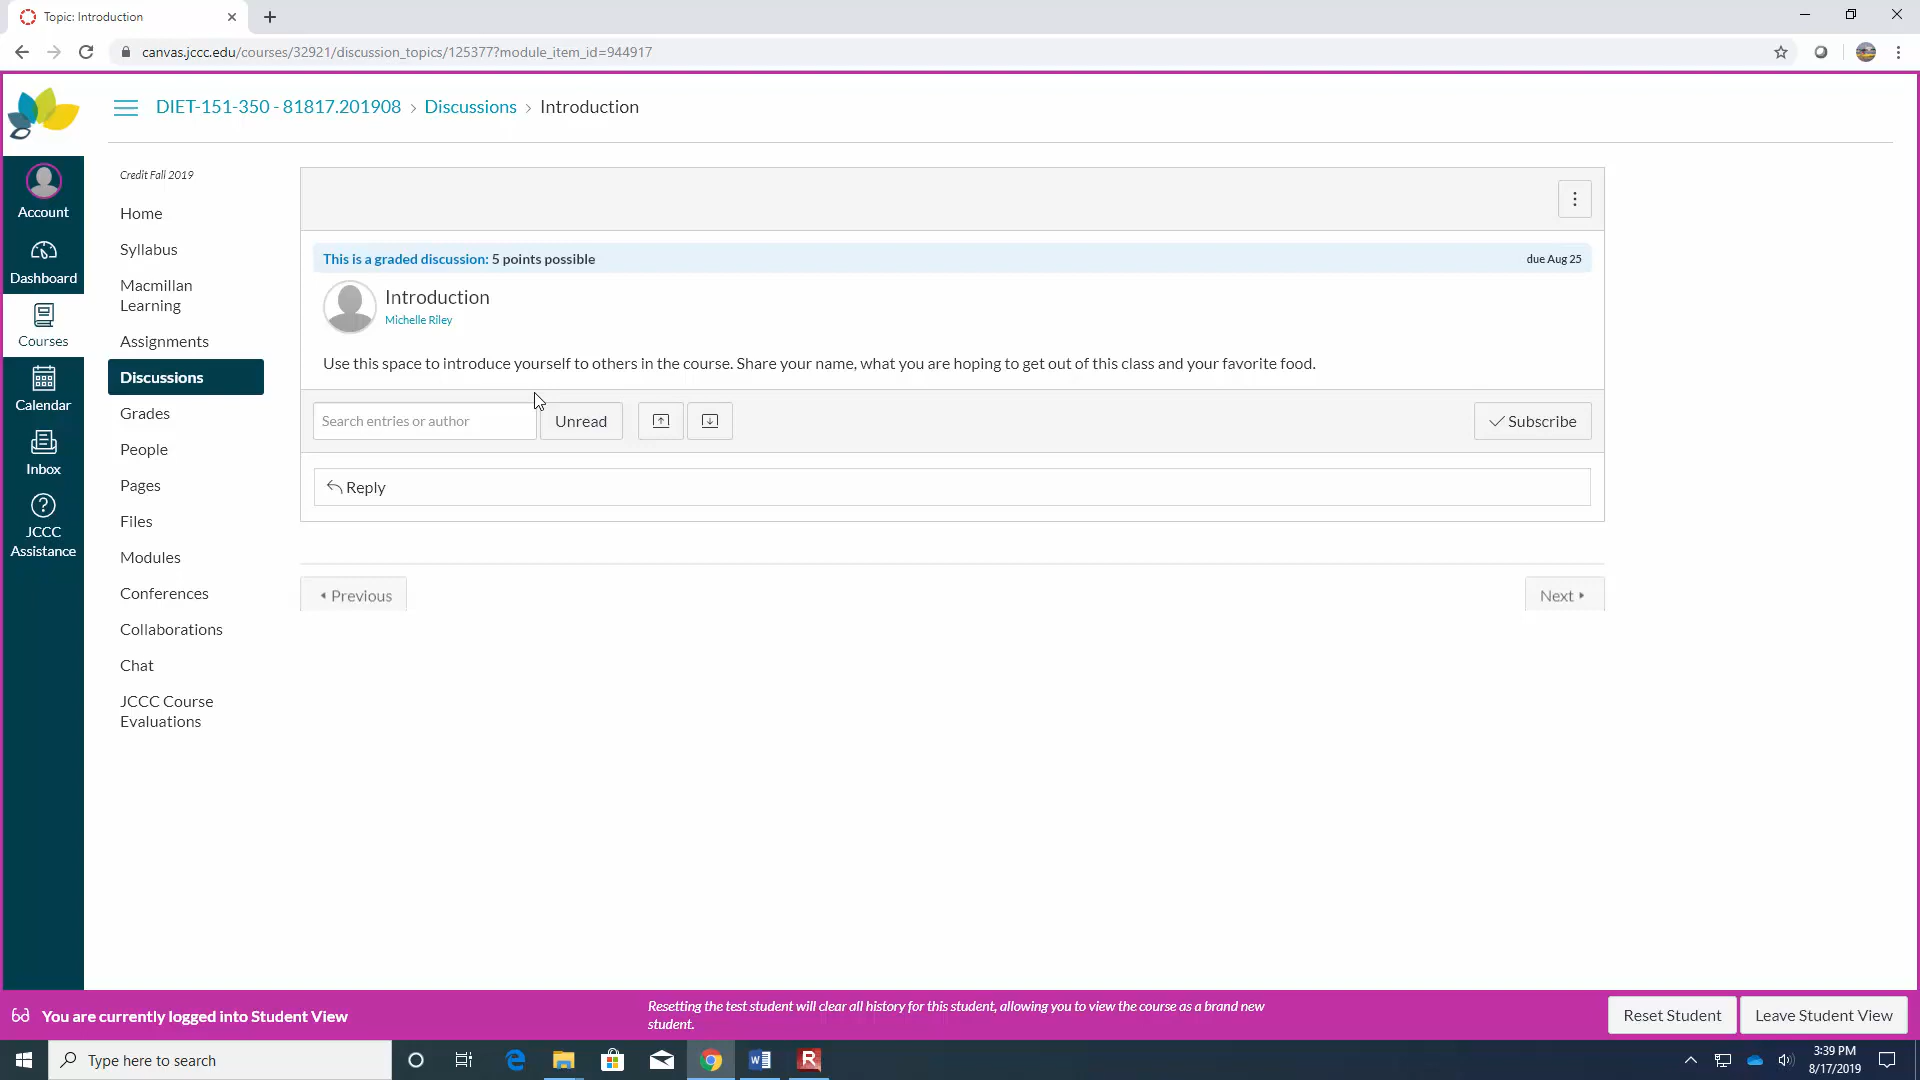 Topic: Introduction
canvas.jccc.edu/courses/32921/discussion_topics/125377?module_item_id=944917
DIET-151-350 - 81817.201908 › Discussions › Introduction
Account
Dashboard
Courses
Calendar
Inbox
JCCC
Assistance
Credit Fall 2019
Home
Syllabus
Macmillan
Learning
Assignments
Discussions
Grades
People
Pages
Files
Modules
Conferences
Collaborations
Chat
JCCC Course
Evaluations
This is a graded discussion: 5 points possible
due Aug 25
Introduction
Michelle Riley
Use this space to introduce yourself to others in the course. Share your name, what you are hoping to get out of this class and your favorite food.
Search entries or author
Unread
Subscribe
Reply
Previous
Next
You are currently logged into Student View
Resetting the test student will clear all history for this student, allowing you to view the course as a brand new
student.
Reset Student
Leave Student View
Type here to search
3:39 PM
8/17/2019